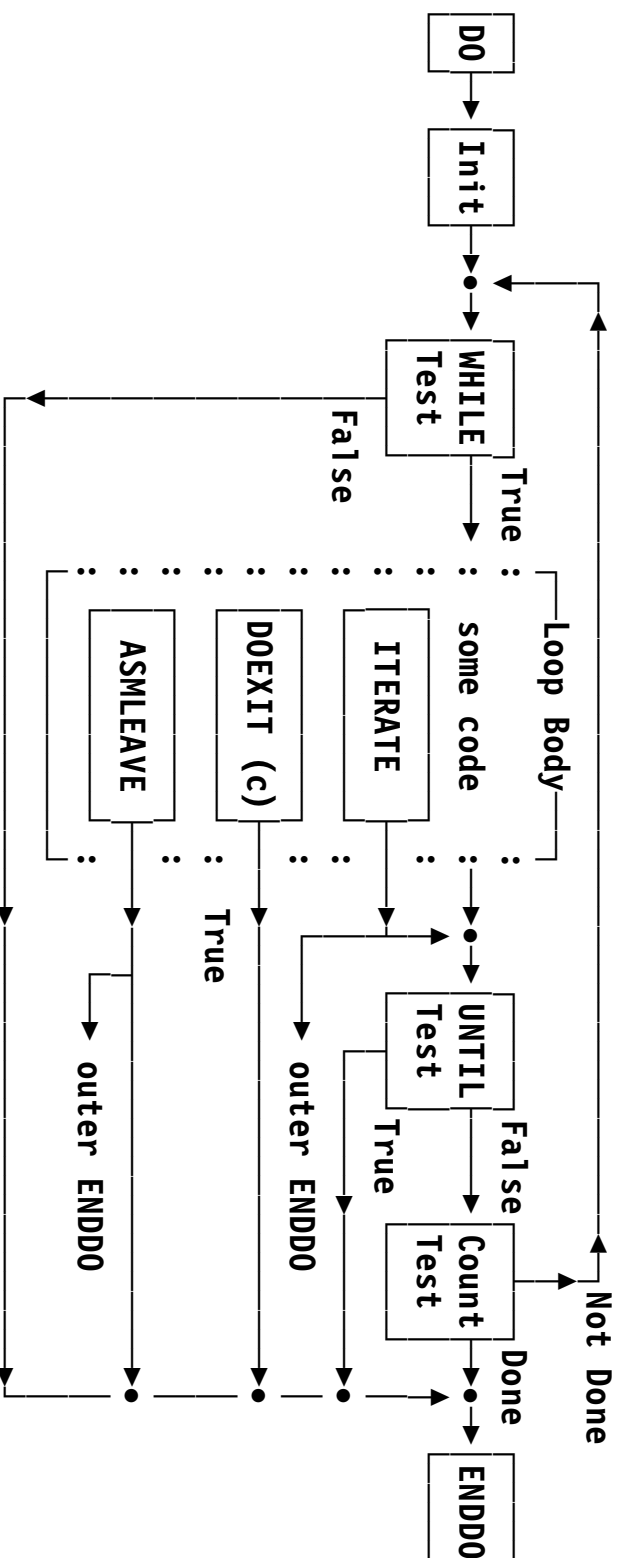 Not Done
DO
Init
WHILE
Test
True
False
Loop Body
some code
ITERATE
DOEXIT (c)
ASMLEAVE
True
outer ENDDO
outer ENDDO
UNTIL
Test
False
True
Count
Test
Done
ENDDO